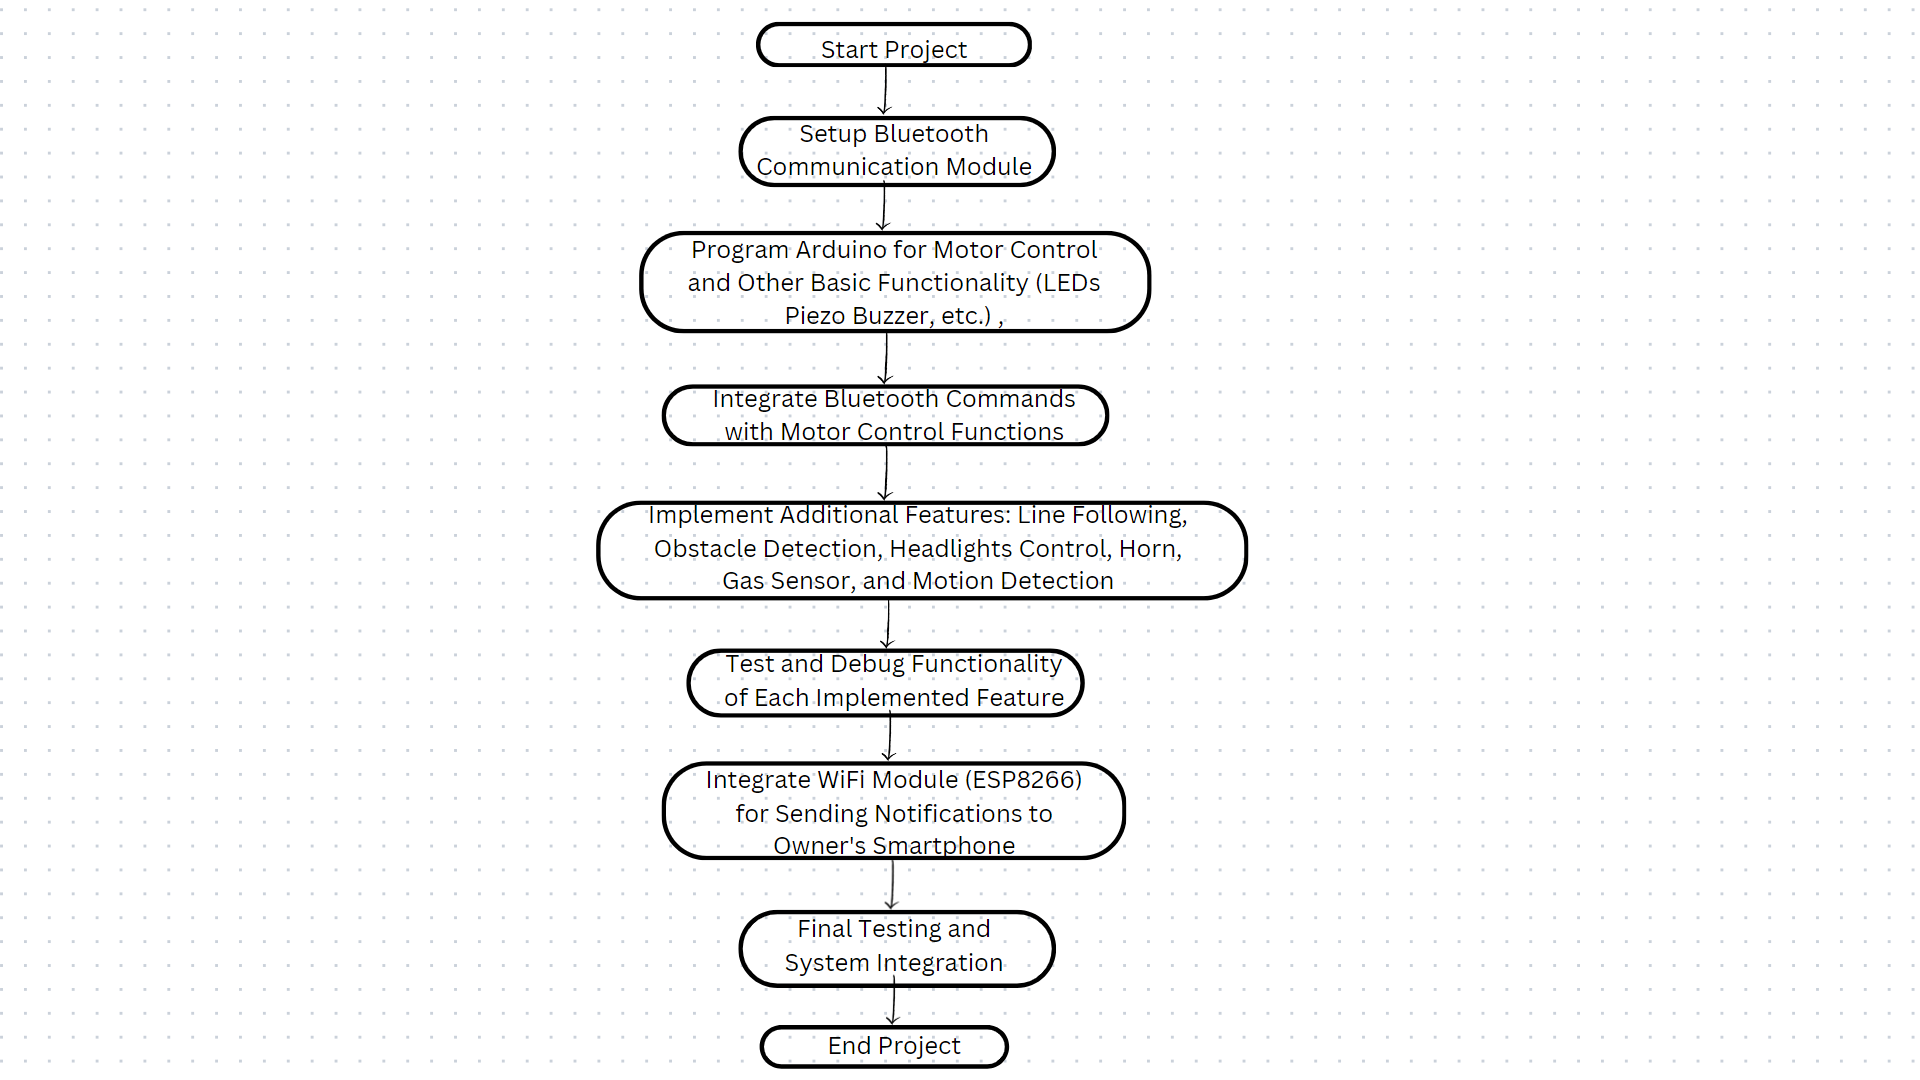 Start Project
Setup Bluetooth
Communication Module
Program Arduino for Motor Control
and Other Basic Functionality (LEDs
Piezo Buzzer, etc.) ,
Integrate Bluetooth Commands
with Motor Control Functions
Implement Additional Features: Line Following,
Obstacle Detection, Headlights Control, Horn,
Gas Sensor, and Motion Detection
Test and Debug Functionality
of Each Implemented Feature
Integrate WiFi Module (ESP8266)
for Sending Notifications to
Owner's Smartphone
Final Testing and
System Integration
End Project